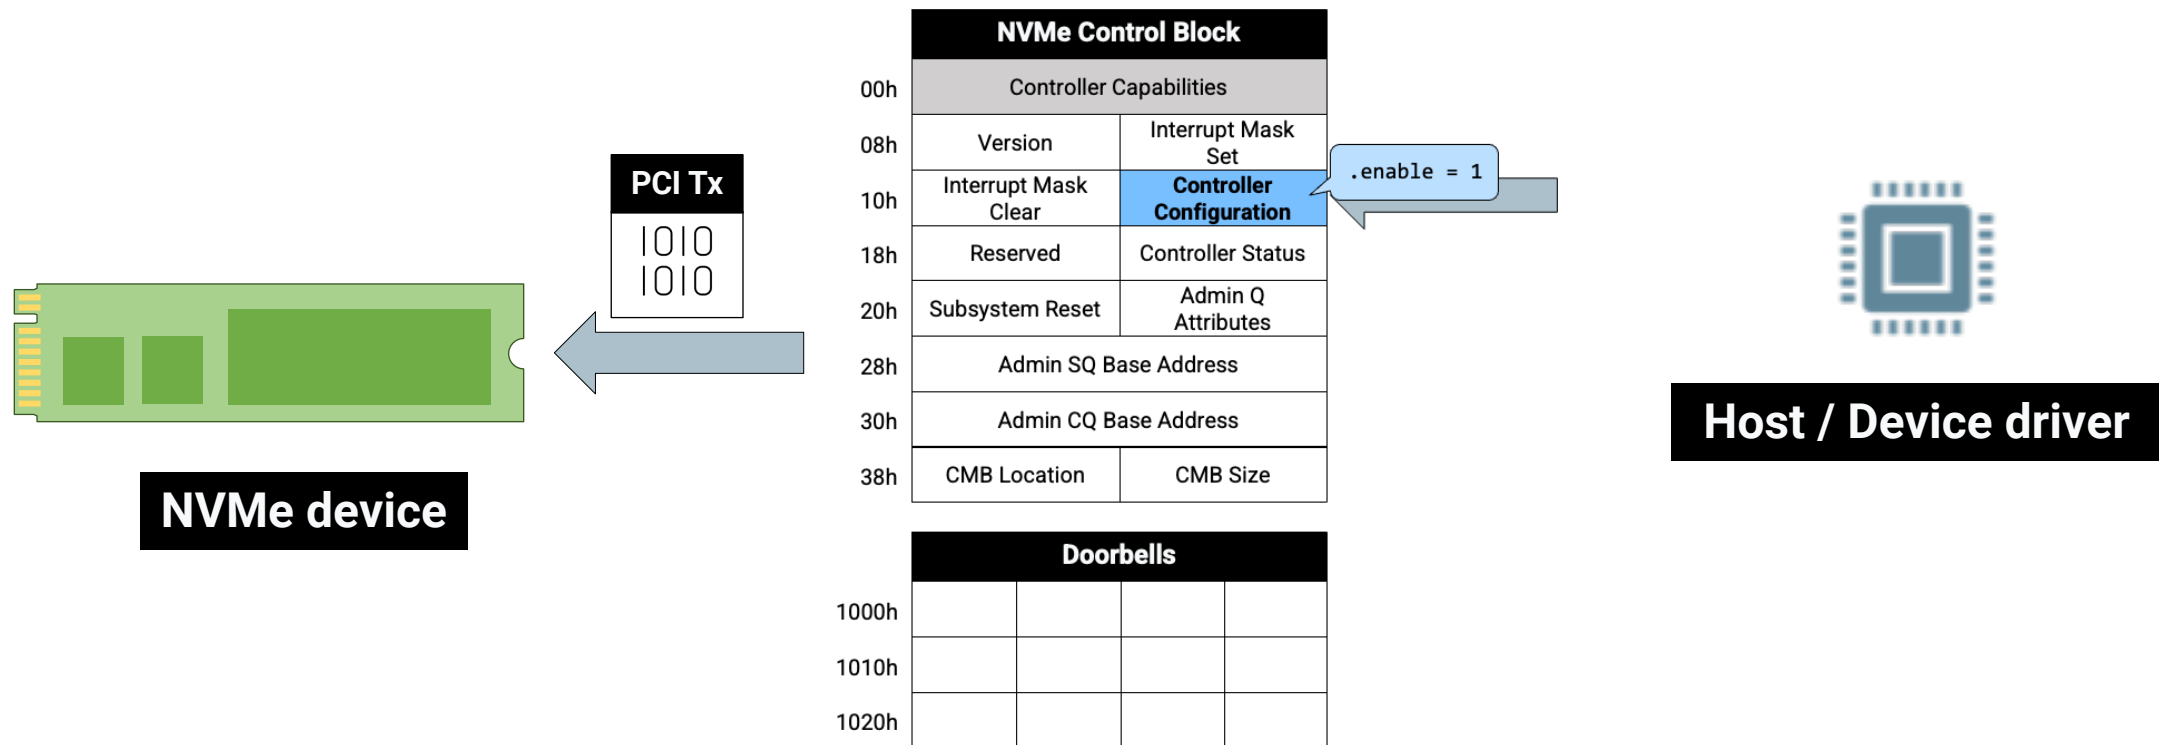 NVMe Control Block
00h
Controller Capabilities
08h
Version
Interrupt Mask
Set
10h
Interrupt Mask
Clear
Controller
Configuration
.enable = 1
18h
Reserved
Controller Status
20h
Subsystem Reset
Admin Q
Attributes
28h
Admin SQ Base Address
30h
Admin CQ Base Address
38h
CMB Location
CMB Size
Doorbells
1000h
1010h
1020h
PCI Tx
1010
1010
NVMe device
Host / Device driver